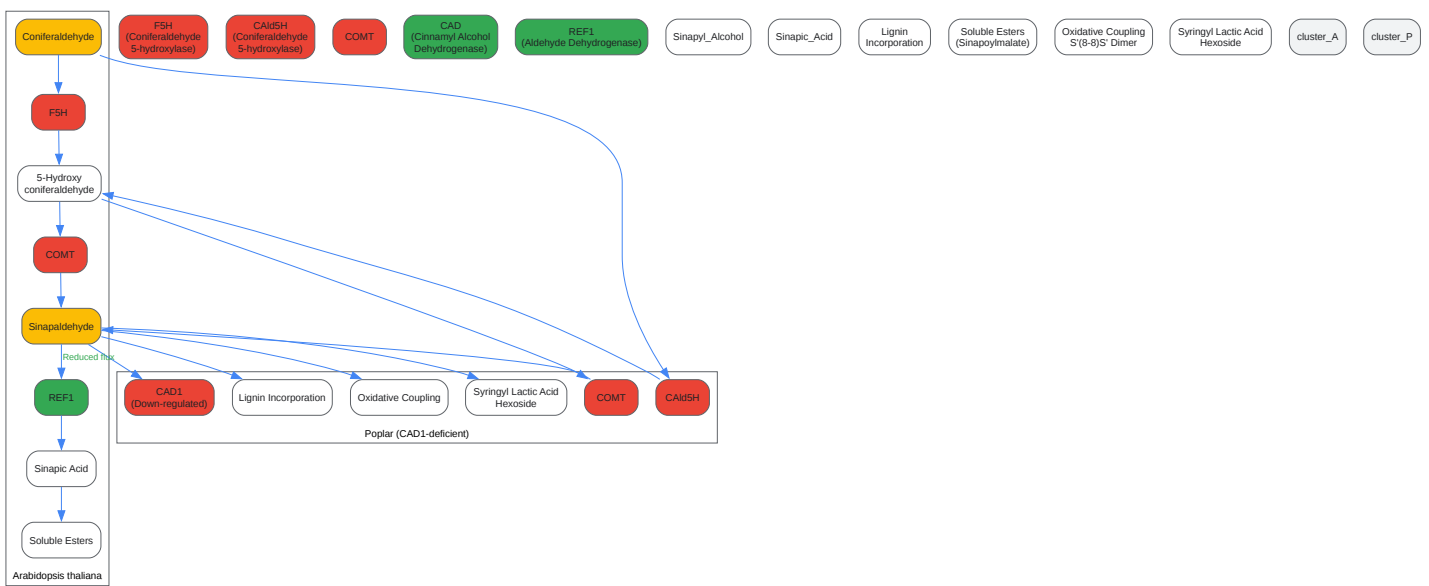 Coniferaldehyde
F5H
(Coniferaldehyde
5-hydroxylase)
CAld5H
(Coniferaldehyde
5-hydroxylase)
COMT
CAD
(Cinnamyl Alcohol
Dehydrogenase)
REF1
(Aldehyde Dehydrogenase)
Sinapyl_Alcohol
Sinapic_Acid
Lignin
Incorporation
Soluble Esters
(Sinapoylmalate)
Oxidative Coupling
S'(8-8)S' Dimer
Syringyl Lactic Acid
Hexoside
cluster_A
cluster_P
F5H
5-Hydroxy
coniferaldehyde
COMT
Sinapaldehyde
Reduced flux
REF1
CAD1
(Down-regulated)
Lignin Incorporation
Oxidative Coupling
Syringyl Lactic Acid
Hexoside
COMT
CAld5H
Poplar (CAD1-deficient)
Sinapic Acid
Soluble Esters
Arabidopsis thaliana